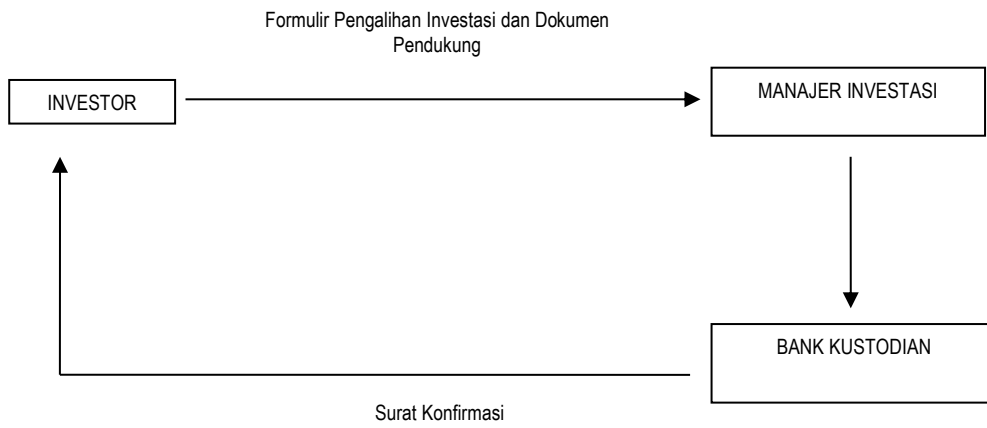 Formulir Pengalihan Investasi dan Dokumen
Pendukung
INVESTOR
MANAJER INVESTASI
BANK KUSTODIAN
Surat Konfirmasi